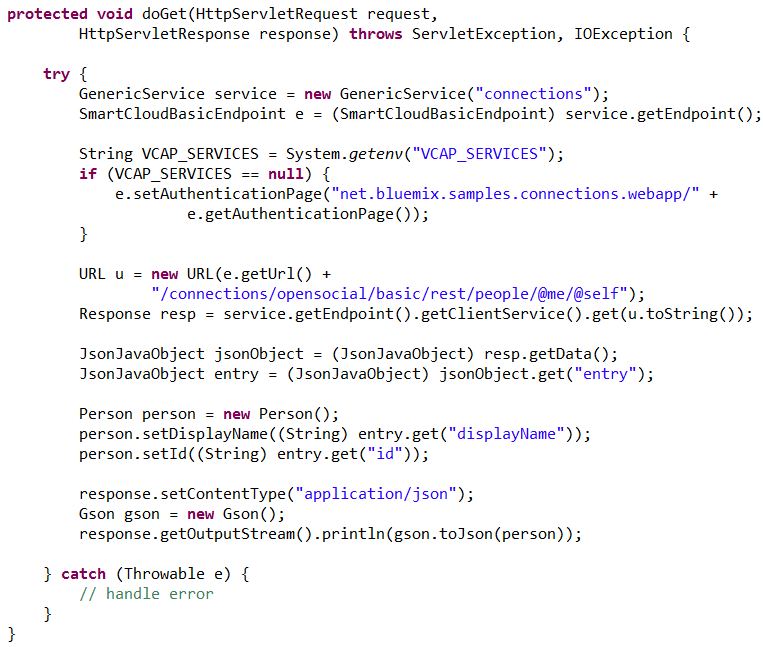 protected void doGet(HttpServletRequest request,
        HttpServletResponse response) throws ServletException, IOException {

    try {
        GenericService service = new GenericService("connections");
        SmartCloudBasicEndpoint e = (SmartCloudBasicEndpoint) service.getEndpoint();

        String VCAP_SERVICES = System.getenv("VCAP_SERVICES");
        if (VCAP_SERVICES == null) {
            e.setAuthenticationPage("net.bluemix.samples.connections.webapp/" +
                    e.getAuthenticationPage());
        }

        URL u = new URL(e.getUrl() +
                "/connections/opensocial/basic/rest/people/@me/@self");
        Response resp = service.getEndpoint().getClientService().get(u.toString());

        JsonJavaObject jsonObject = (JsonJavaObject) resp.getData();
        JsonJavaObject entry = (JsonJavaObject) jsonObject.get("entry");

        Person person = new Person();
        person.setDisplayName((String) entry.get("displayName"));
        person.setId((String) entry.get("id"));

        response.setContentType("application/json");
        Gson gson = new Gson();
        response.getOutputStream().println(gson.toJson(person));

    } catch (Throwable e) {
        // handle error
    }
}